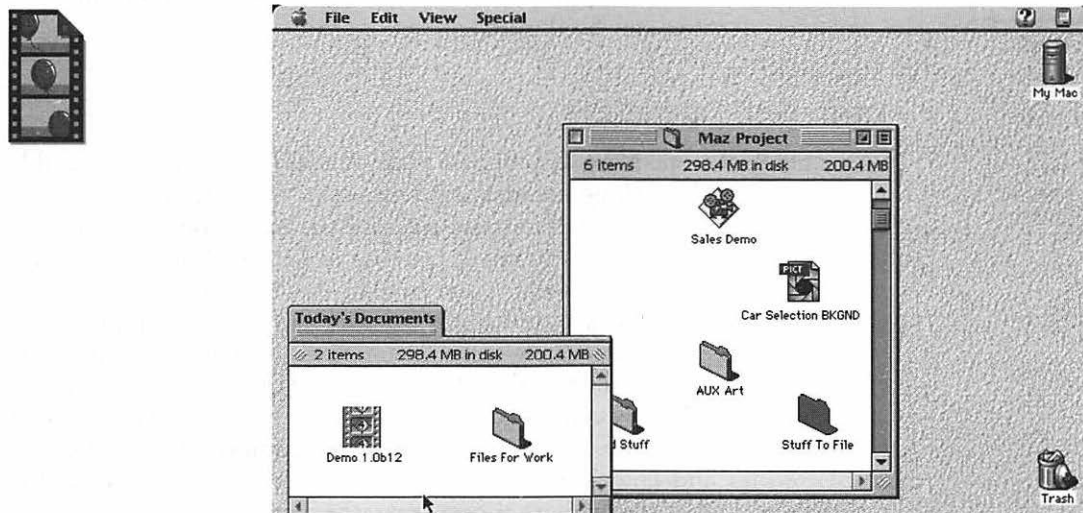 File Edit View Special
My Mac
Maz Project
6 items 298.4 MB in disk 200.4 MB
Sales Demo
PICT
Car Selection BKGND
Today's Documents
2 items 298.4 MB in disk 200.4 MB
AUX Art
Stuff
Stuff To File
Demo 1.0b12
Files For Work
Trash